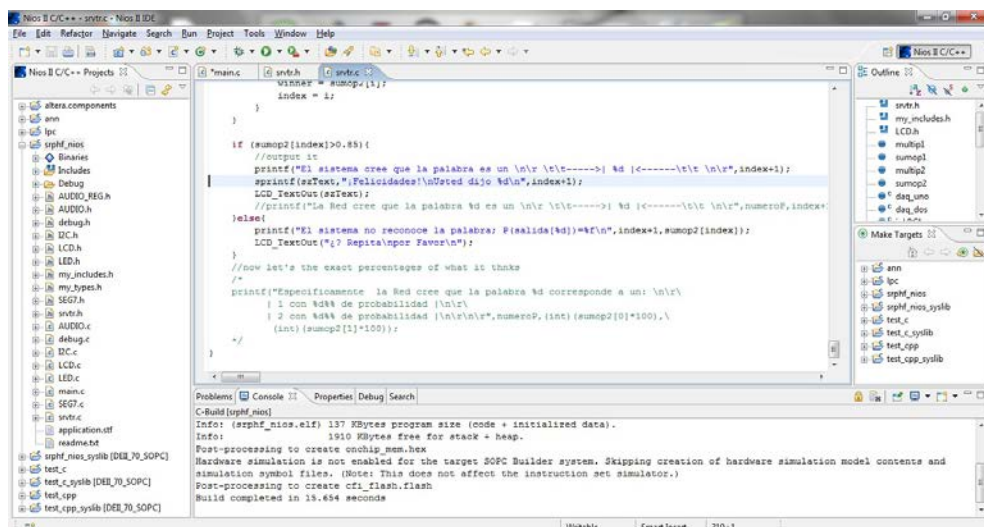 Nios II C/C++ - srvtr.c - Nios II IDE
File Edit Refactor Navigate Search Run Project Tools Window Help
Nios II C/C++
Nios II C/C++ Projects
altera.components
ann
lpc
srphf_nios
Binaries
Includes
Debug
AUDIO_REG.h
AUDIO.h
debug.h
I2C.h
LCD.h
LED.h
my_includes.h
my_types.h
SEG7.h
srvtr.h
AUDIO.c
debug.c
I2C.c
LCD.c
LED.c
main.c
SEG7.c
srvtr.c
application.stf
readme.txt
srphf_nios_syslib [DEII_70_SOPC]
test_c
test_c_syslib [DEII_70_SOPC]
test_cpp
test_cpp_syslib [DEII_70_SOPC]
*main.c srvtr.h srvtr.c
winner = sumop2[i];
index = i;
}
}
if (sumop2[index]>0.85){
//output it
printf("El sistema cree que la palabra es un \n\r \t\t----->| %d |<------\t\t \n\r",index+1);
sprintf(szText,"¡Felicidades!\nUsted dijo %d\n",index+1);
LCD_TextOut(szText);
//printf("La Red cree que la palabra %d es un \n\r \t\t----->| %d |<------\t\t \n\r",numeroP,index+
}else{
printf("El sistema no reconoce la palabra; P(salida[%d])=%f\n",index+1,sumop2[index]);
LCD_TextOut("¿? Repita\npor Favor\n");
}
//now let's the exact percentages of what it thnks
/*
printf("Especificamente la Red cree que la palabra %d corresponde a un: \n\r\
| 1 con %d%% de probabilidad |\n\r\
| 2 con %d%% de probabilidad |\n\r\n\r",numeroP,(int)(sumop2[0]*100),\
(int)(sumop2[1]*100));
*/
}
Outline
srvtr.h
my_includes.h
LCD.h
multip1
sumop1
multip2
sumop2
daq_uno
daq_dos
Make Targets
ann
lpc
srphf_nios
srphf_nios_syslib
test_c
test_c_syslib
test_cpp
test_cpp_syslib
Problems Console Properties Debug Search
C-Build [srphf_nios]
Info: (srphf_nios.elf) 137 KBytes program size (code + initialized data).
Info: 1910 KBytes free for stack + heap.
Post-processing to create onchip_mem.hex
Hardware simulation is not enabled for the target SOPC Builder system. Skipping creation of hardware simulation model contents and
simulation symbol files. (Note: This does not affect the instruction set simulator.)
Post-processing to create cfi_flash.flash
Build completed in 15.654 seconds
Writable Smart Insert 210 : 1